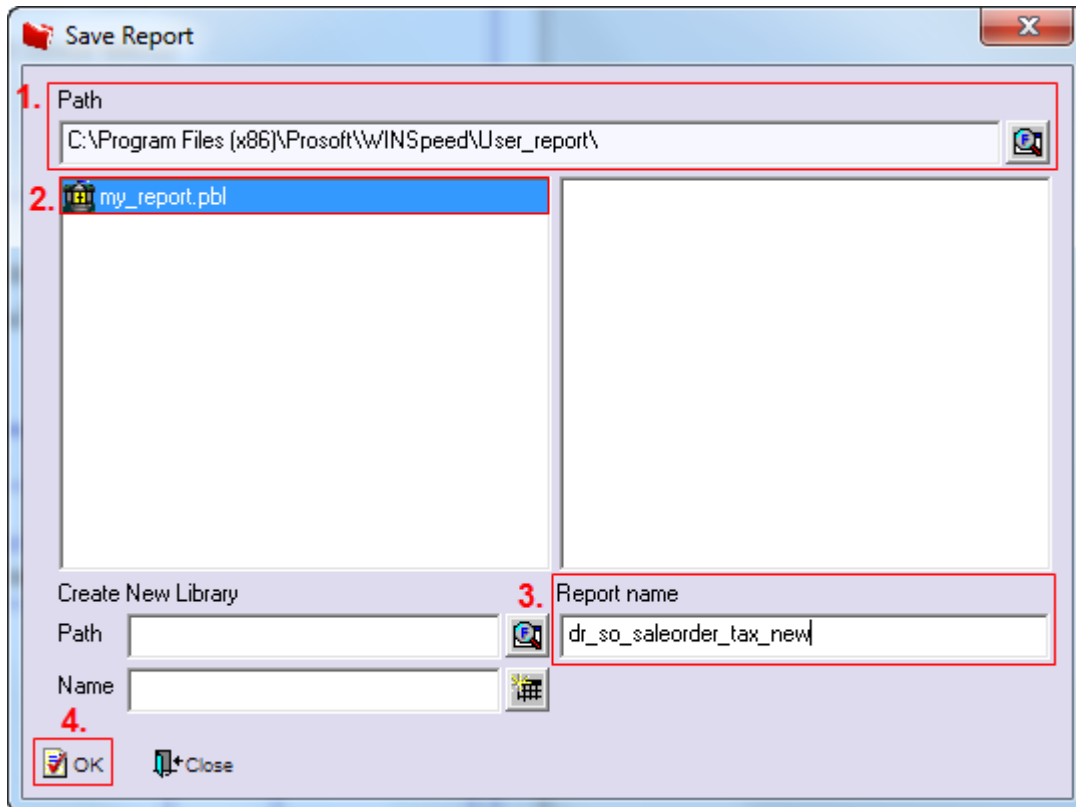 Save Report
1. Path
C:\Program Files (x86)\Prosoft\WINSpeed\User_report\
2. my_report.pbl
Create New Library
Path
Name
3. Report name
dr_so_saleorder_tax_new
4.
OK
Close